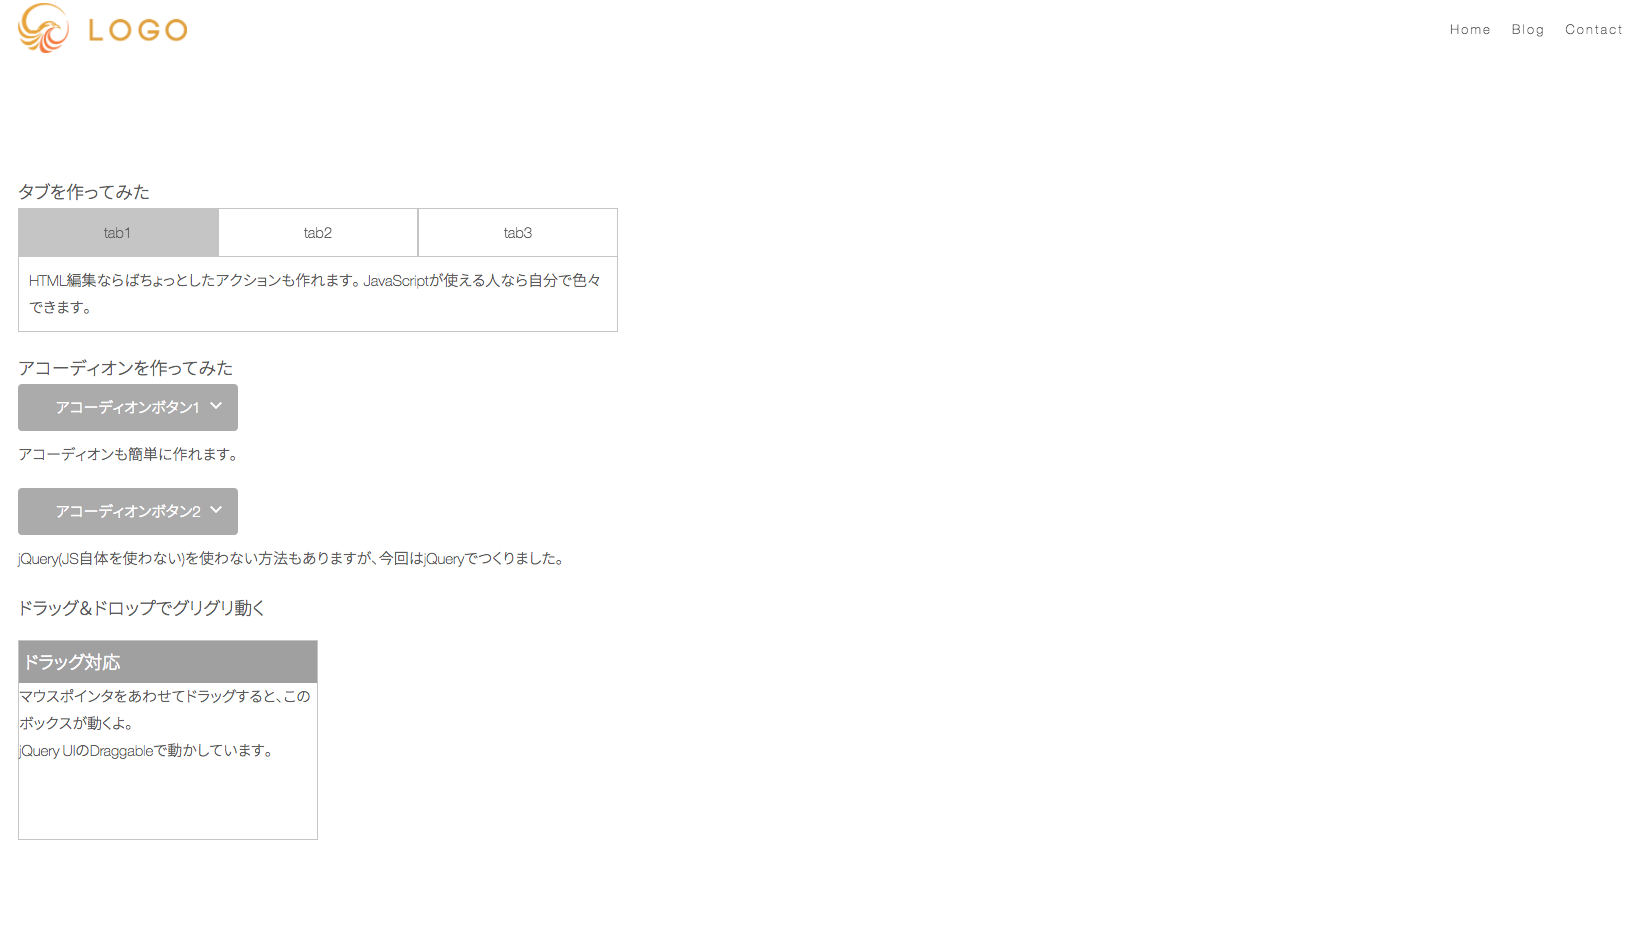 LOGO
Home Blog Contact
タブを作ってみた
tab1 tab2 tab3
HTML編集ならばちょっとしたアクションも作れます。JavaScriptが使える人なら自分で色々
できます。
アコーディオンを作ってみた
アコーディオンボタン1
アコーディオンも簡単に作れます。
アコーディオンボタン2
jQuery(JS自体を使わない)を使わない方法もありますが、今回はjQueryでつくりました。
ドラッグ&ドロップでグリグリ動く
ドラッグ対応
マウスポインタをあわせてドラッグすると、この
ボックスが動くよ。
jQuery UIのDraggableで動かしています。